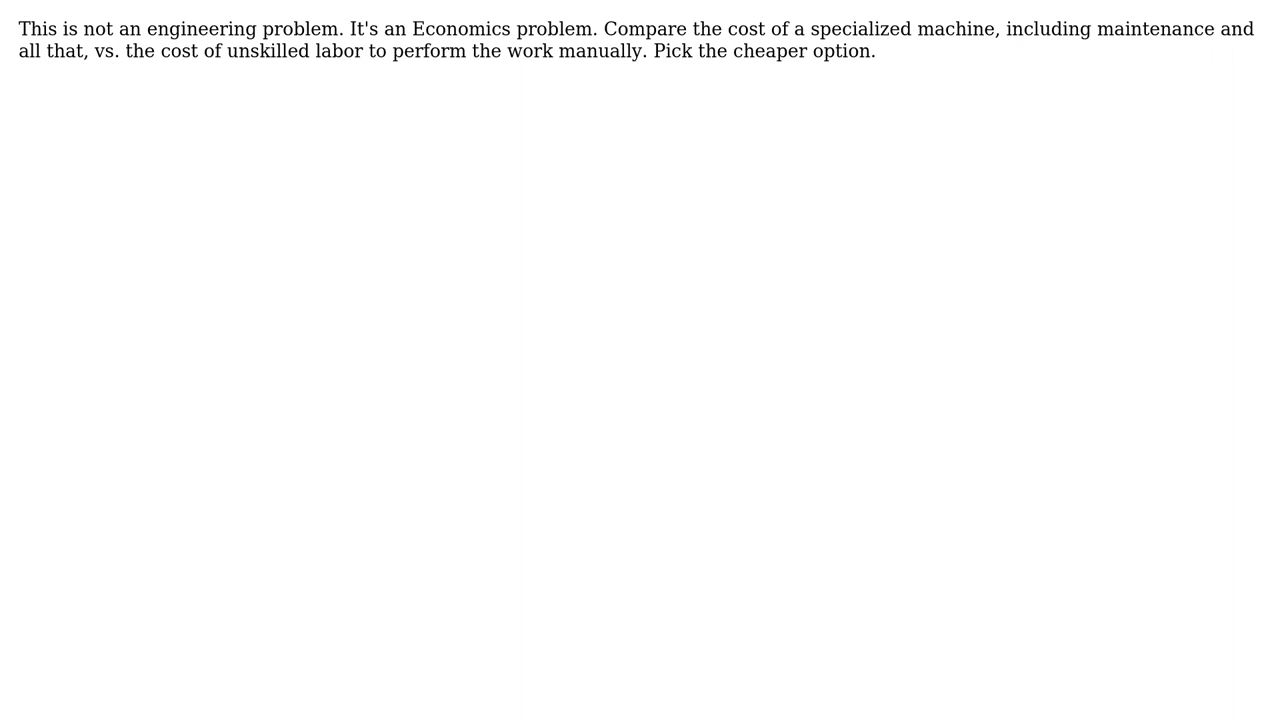 This is not an engineering problem. It's an Economics problem. Compare the cost of a specialized machine, including maintenance and
all that, vs. the cost of unskilled labor to perform the work manually. Pick the cheaper option.